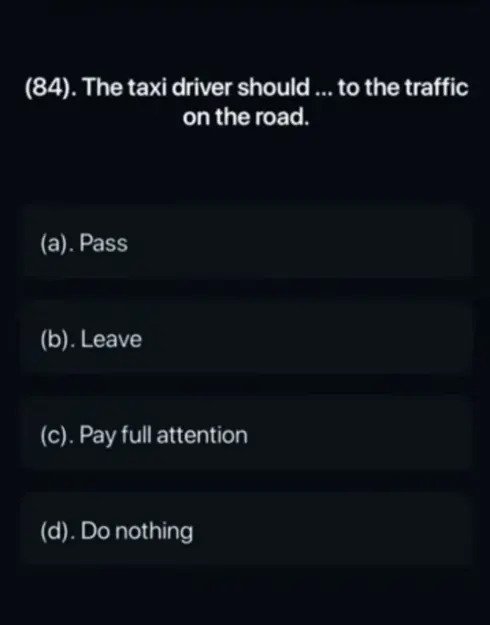 (84). The taxi driver should ... to the traffic
on the road.
(a). Pass
(b). Leave
(c). Pay full attention
(d). Do nothing